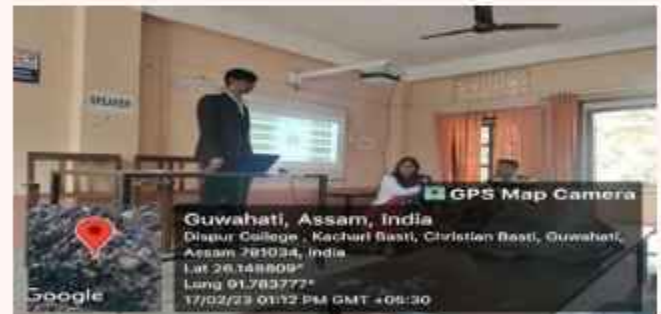 SPEAKER
GPS Map Camera
Guwahati, Assam, India
Dispur College , Kachari Basti, Christian Basti, Guwahati,
Assam 781034, India
Lat 26.148809°
Long 91.783777°
17/02/23 01:12 PM GMT +05:30
Google